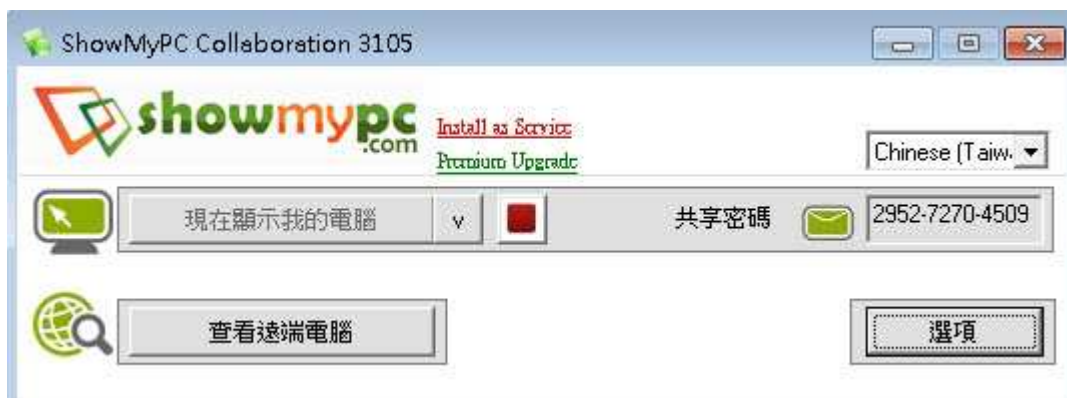 ShowMyPC Collaboration 3105
showmypc
.com
Install as Service
Premium Upgrade
Chinese (Taiw.
現在顯示我的電腦
v
共享密碼
2952-7270-4509
查看遠端電腦
選項